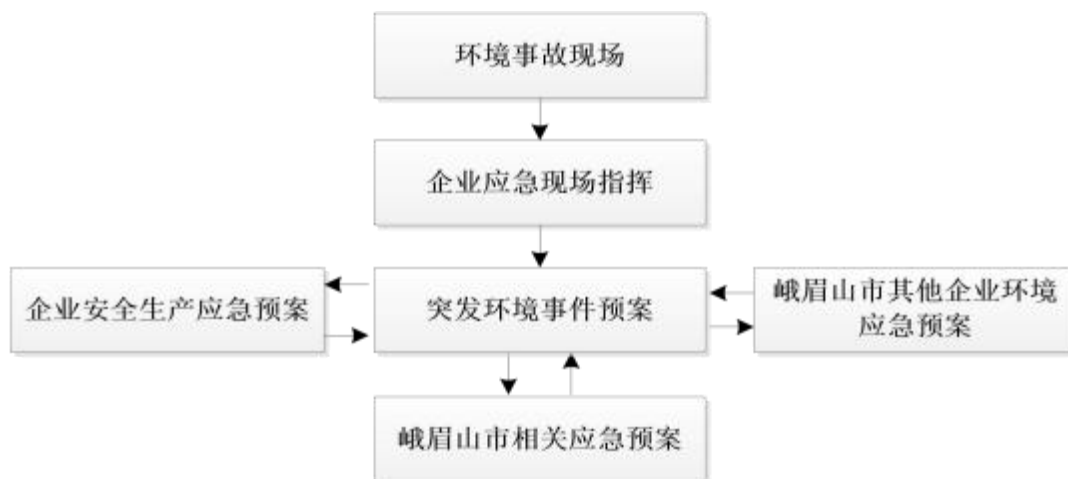 环境事故现场
企业应急现场指挥
企业安全生产应急预案
突发环境事件预案
峨眉山市其他企业环境
应急预案
峨眉山市相关应急预案